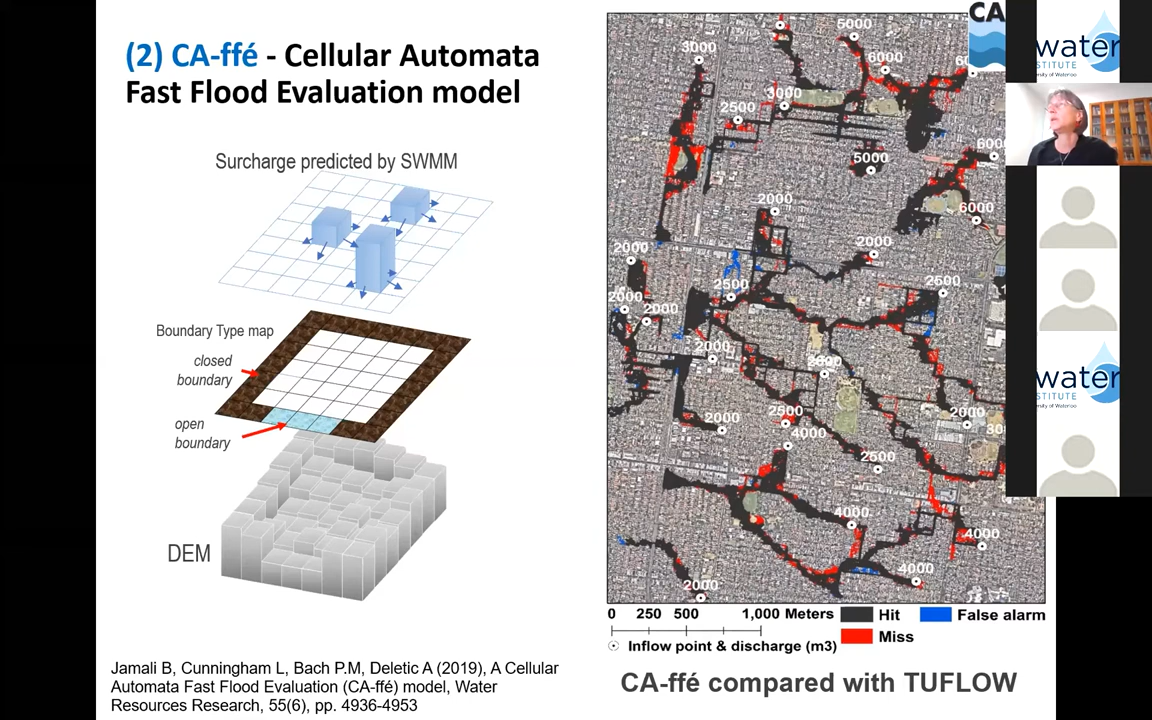 (2) CA-ffé - Cellular Automata
Fast Flood Evaluation model
Surcharge predicted by SWMM
Boundary Type map
closed
boundary
open
boundary
DEM
Jamali B, Cunningham L, Bach P.M, Deletic A (2019), A Cellular
Automata Fast Flood Evaluation (CA-ffé) model, Water
Resources Research, 55(6), pp. 4936-4953
CA
5000
3000
6000
3000
2500
5000
6000
2000
2000
2000
2500
2500
2000
2000
2000
2000
2500
2000
4000
2500
4000
4000
4000
2000
0 250 500 1,000 Meters
Hit
False alarm
Miss
Inflow point & discharge (m3)
CA-ffé compared with TUFLOW
water
STITUTE
water
STITUTE